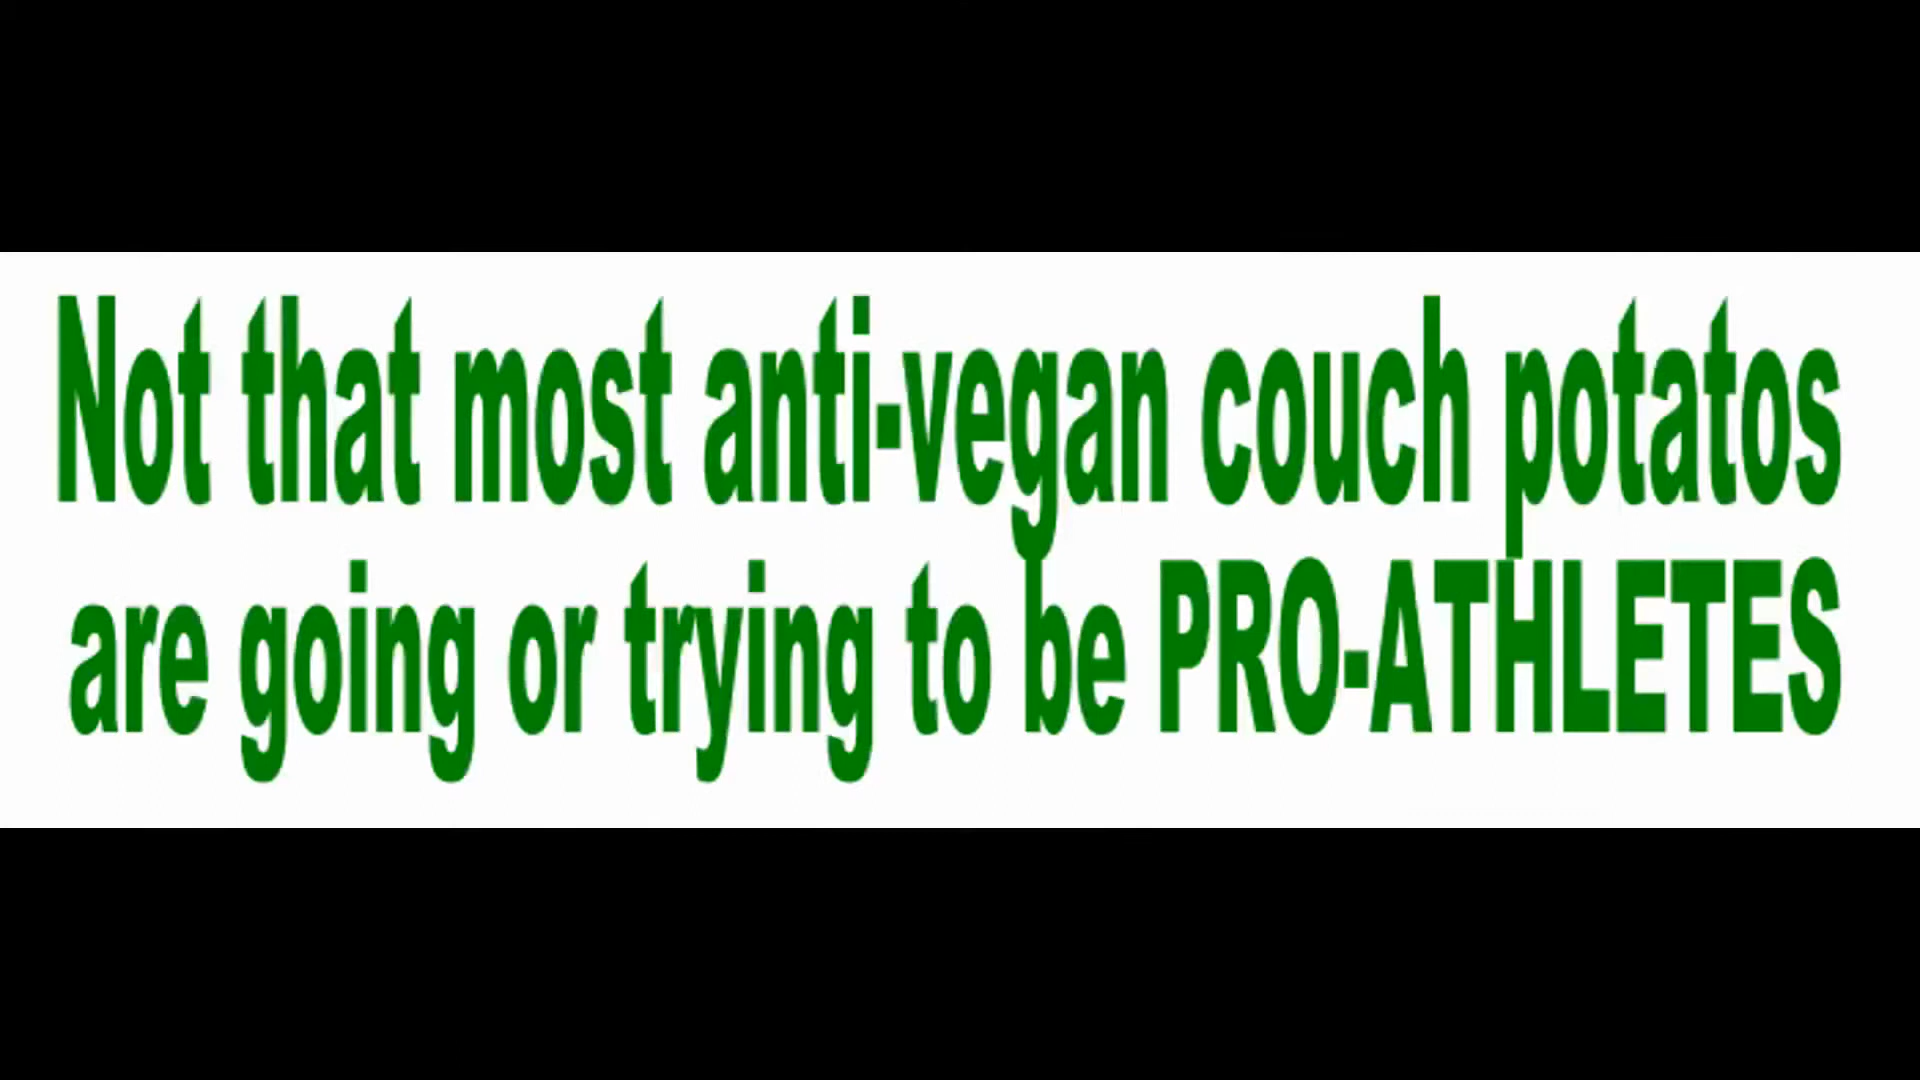 Not that most anti-vegan couch potatos
are going or trying to be PRO-ATHLETES